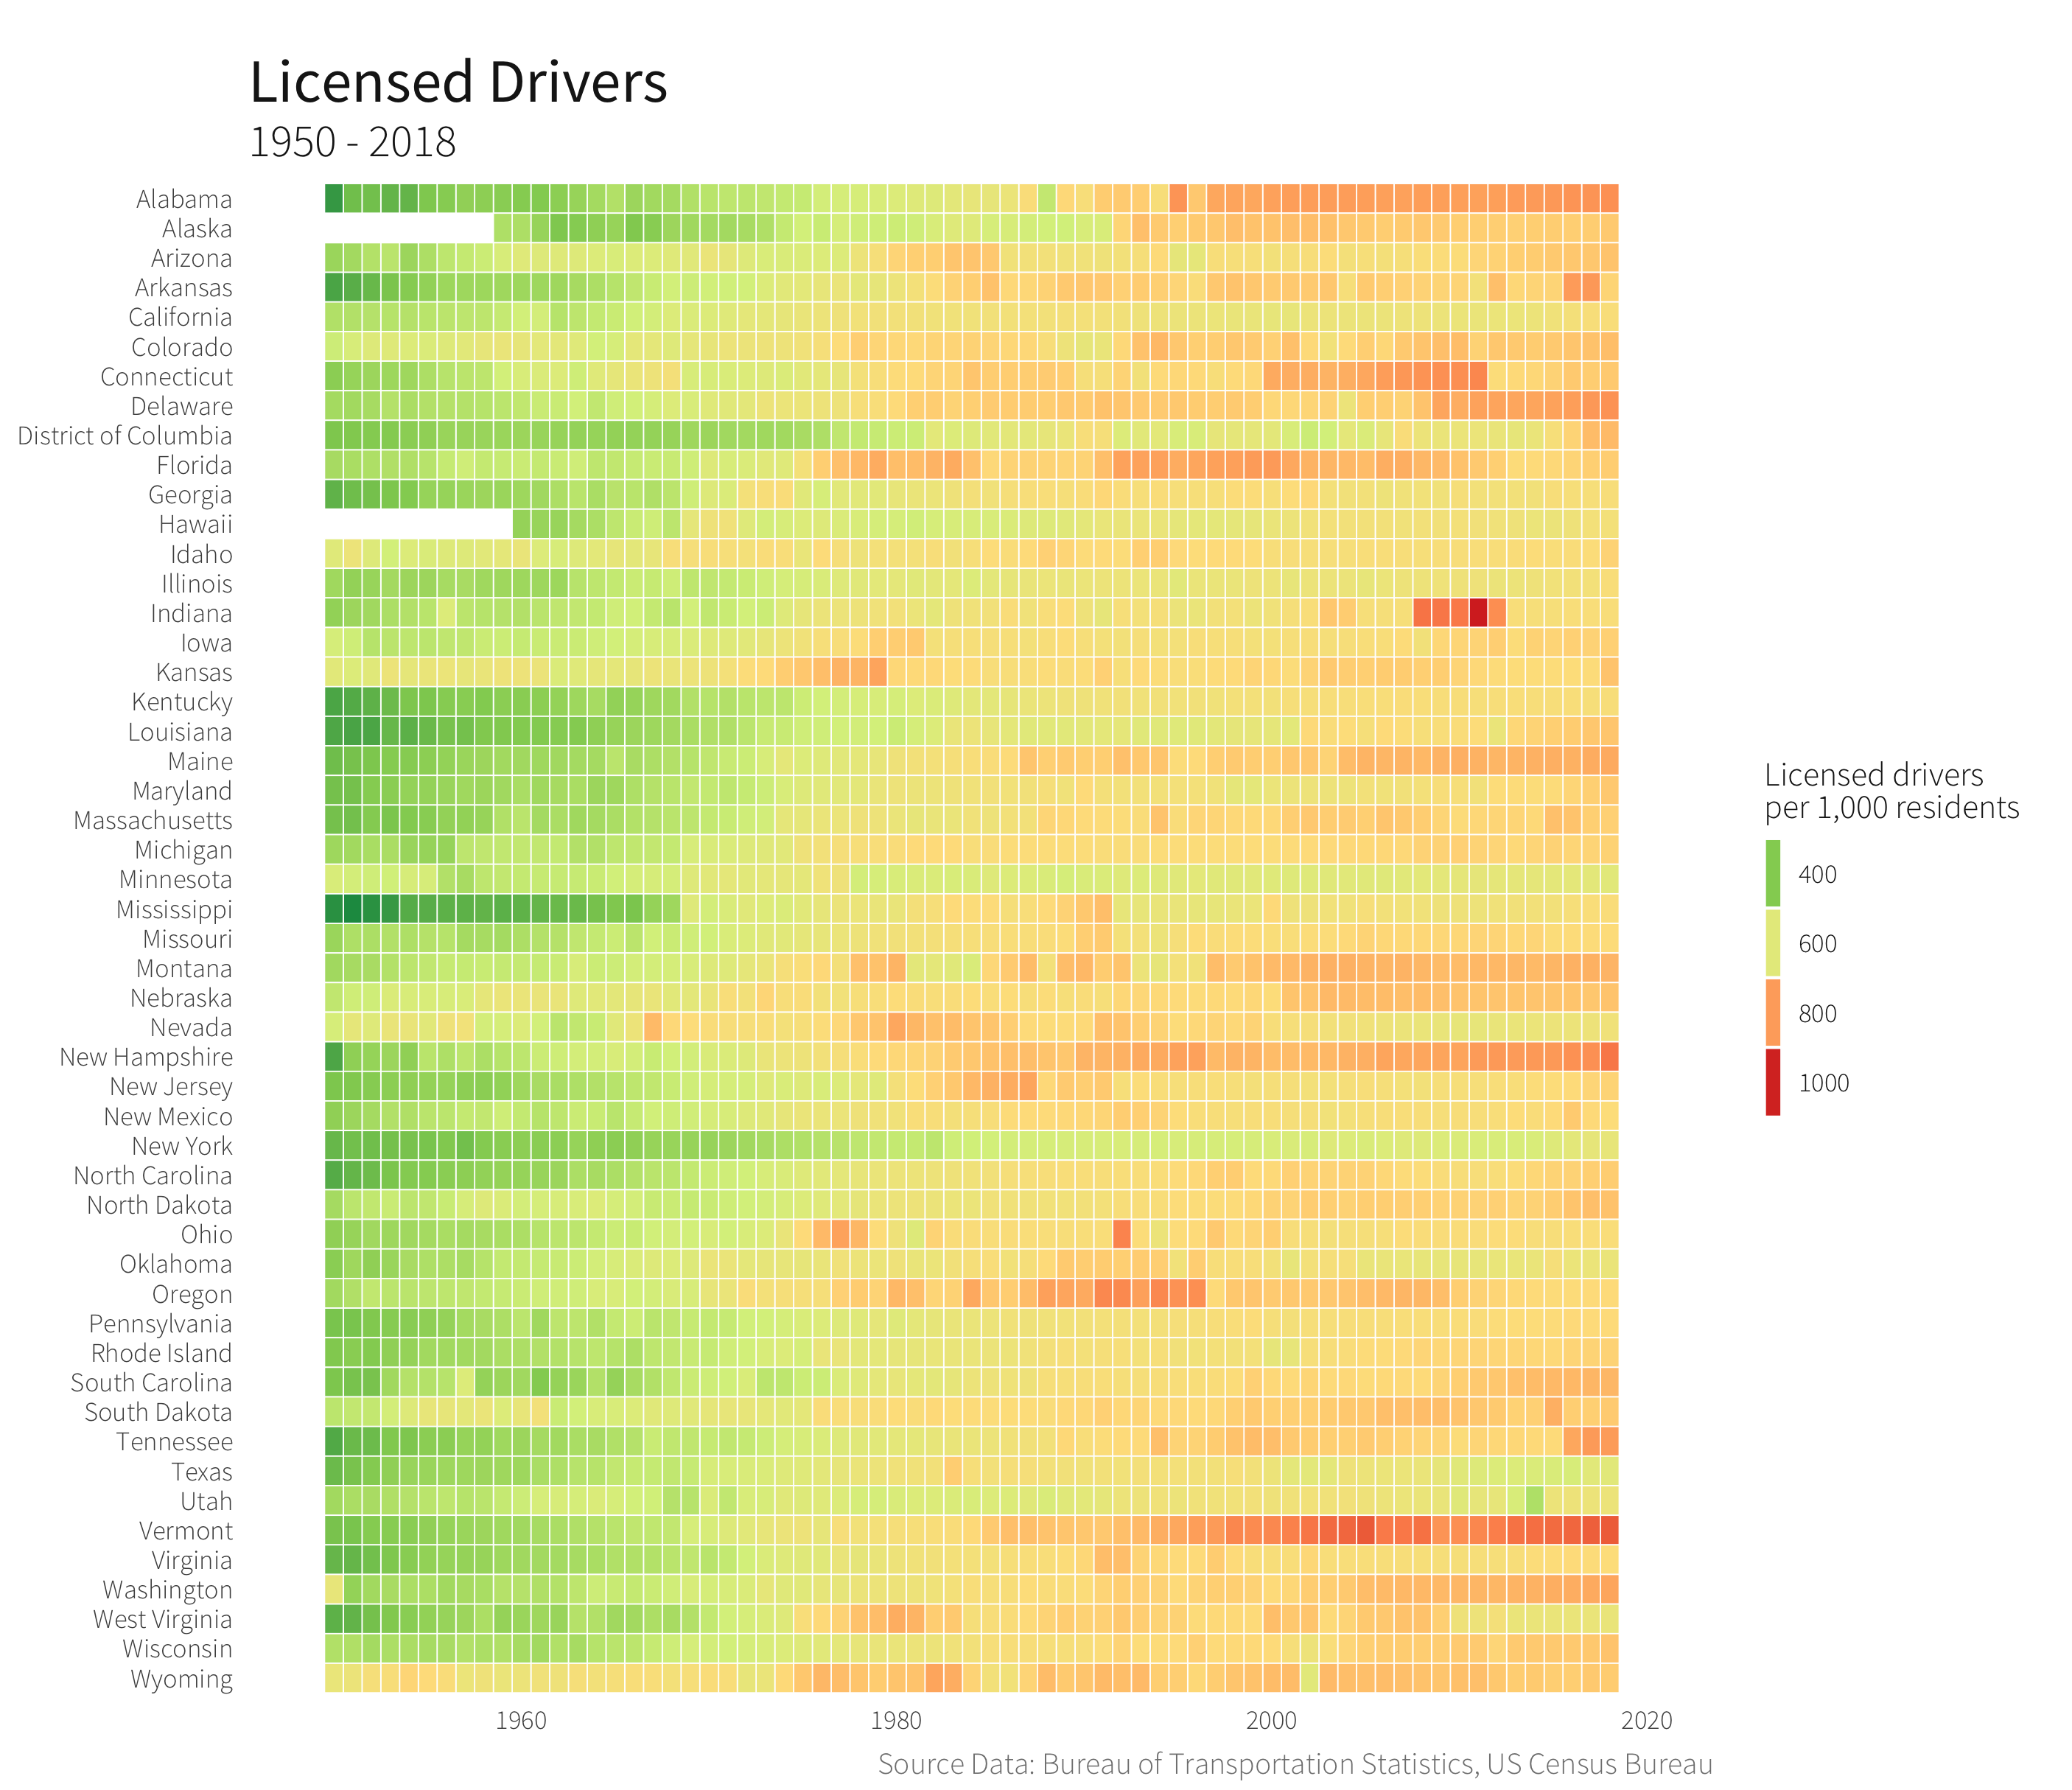 Licensed Drivers
1950 - 2018
Alabama
Alaska
Arizona
Arkansas
California
Colorado
Connecticut
Delaware
District of Columbia
Florida
Georgia
Hawaii
Idaho
Illinois
Indiana
Iowa
Kansas
Kentucky
Louisiana
Maine
Maryland
Massachusetts
Michigan
Minnesota
Mississippi
Missouri
Montana
Nebraska
Nevada
New Hampshire
New Jersey
New Mexico
New York
North Carolina
North Dakota
Ohio
Oklahoma
Oregon
Pennsylvania
Rhode Island
South Carolina
South Dakota
Tennessee
Texas
Utah
Vermont
Virginia
Washington
West Virginia
Wisconsin
Wyoming
1960
1980
2000
2020
Licensed drivers
per 1,000 residents
400
600
800
1000
Source Data: Bureau of Transportation Statistics, US Census Bureau